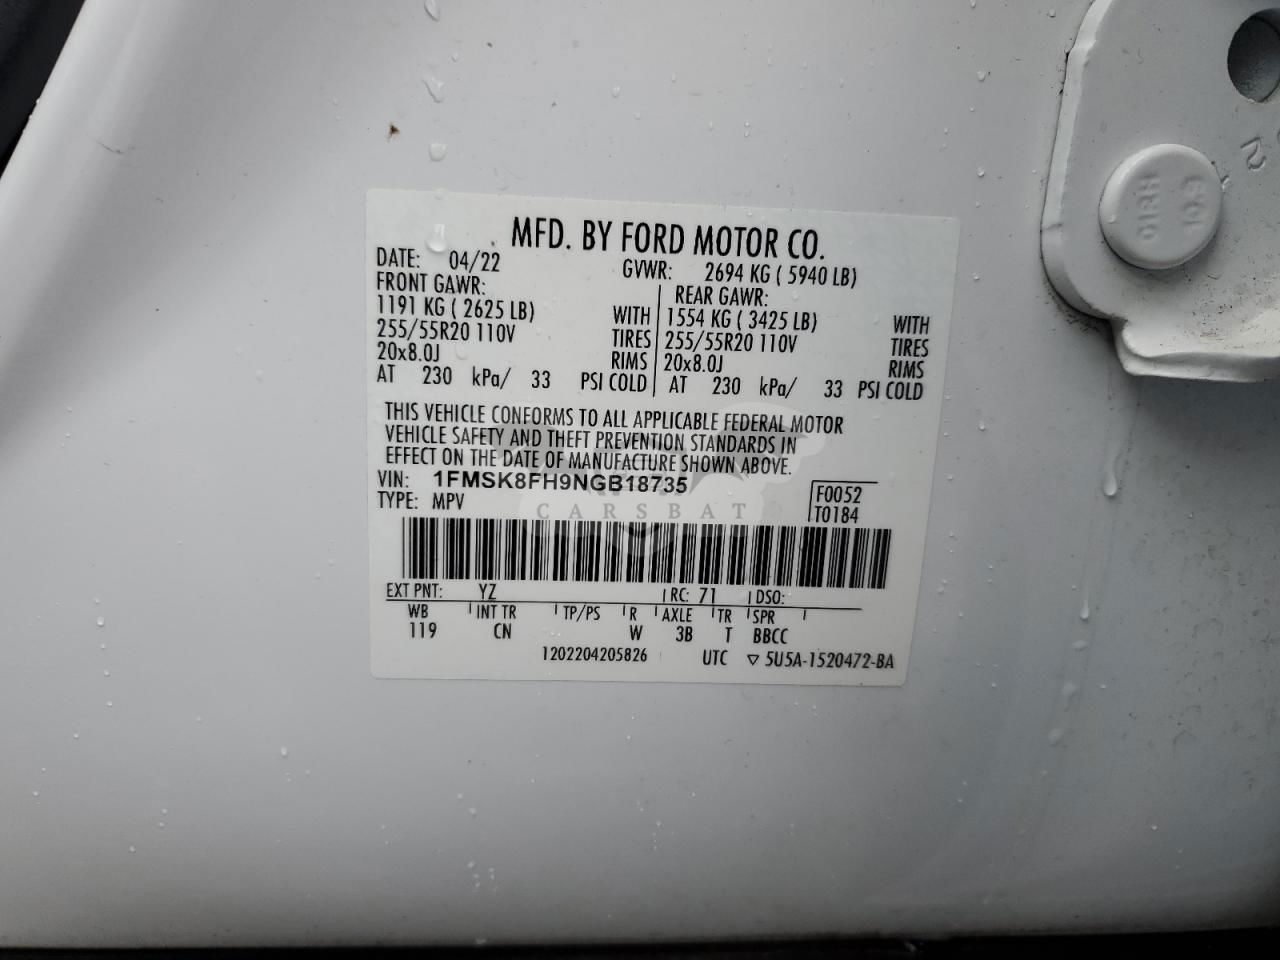 MFD. BY FORD MOTOR CO.
DATE: 04/22 GVWR: 2694 KG ( 5940 LB)
FRONT GAWR: REAR GAWR:
1191 KG ( 2625 LB) WITH 1554 KG ( 3425 LB) WITH
255/55R20 110V TIRES 255/55R20 110V TIRES
20x8.0J RIMS 20x8.0J RIMS
AT 230 kPa/ 33 PSI COLD AT 230 kPa/ 33 PSI COLD
THIS VEHICLE CONFORMS TO ALL APPLICABLE FEDERAL MOTOR
VEHICLE SAFETY AND THEFT PREVENTION STANDARDS IN
EFFECT ON THE DATE OF MANUFACTURE SHOWN ABOVE.
VIN: 1FMSK8FH9NGB18735 F0052
TYPE: MPV T0184
CARSBAT
EXT PNT: YZ RC: 71 DSO:
WB INT TR TP/PS R AXLE TR SPR
119 CN W 3B T BBCC
1202204205826 UTC ▽ 5U5A-1520472-BA
2